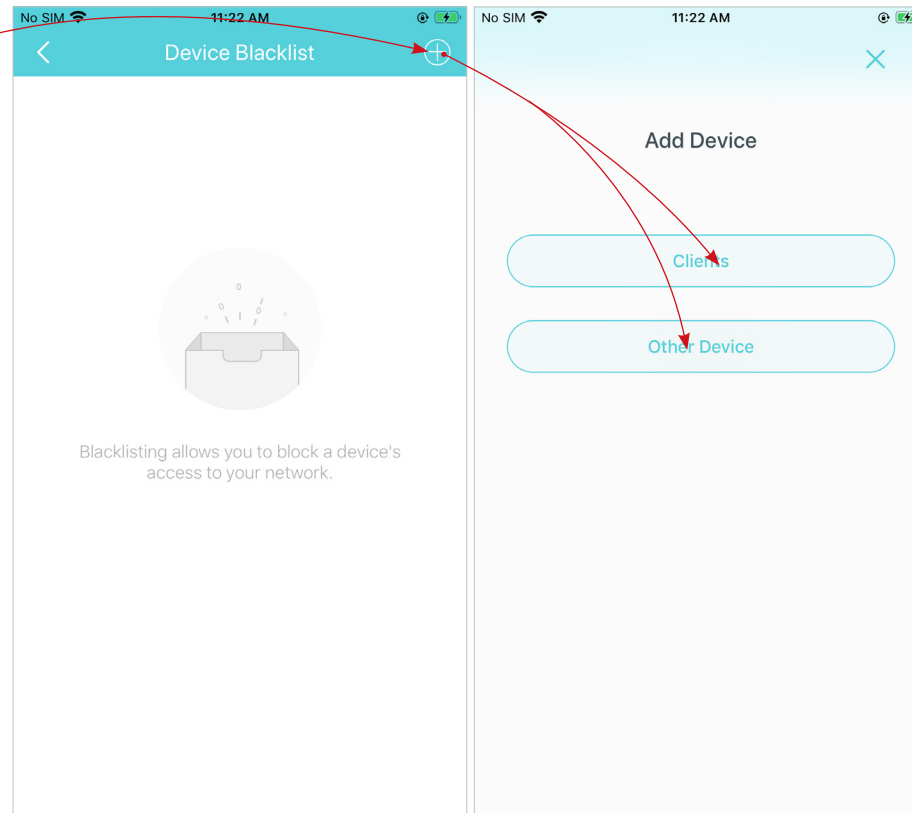 No SIM 11:22 AM
Device Blacklist
Blacklisting allows you to block a device's
access to your network.
No SIM 11:22 AM
Add Device
Clients
Other Device